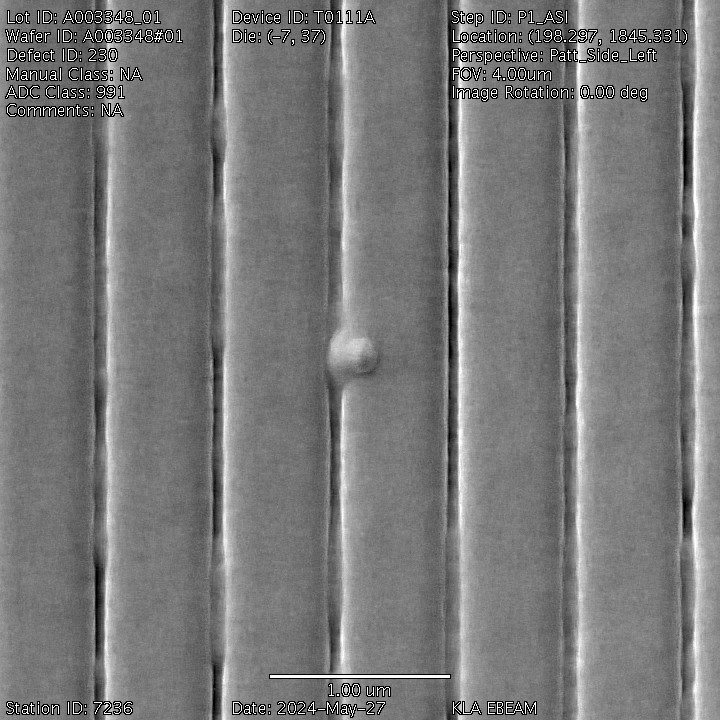 Lot ID: A003348_01
Wafer ID: A003348#01
Defect ID: 230
Manual Class: NA
ADC Class: 991
Comments: NA
Device ID: T0111A
Die: (-7, 37)
Step ID: P1_ASI
Location: (198.297, 1845.331)
Perspective: Patt_Side_Left
FOV: 4.00um
Image Rotation: 0.00 deg
1.00 um
Station ID: 7236
Date: 2024-May-27
KLA EBEAM